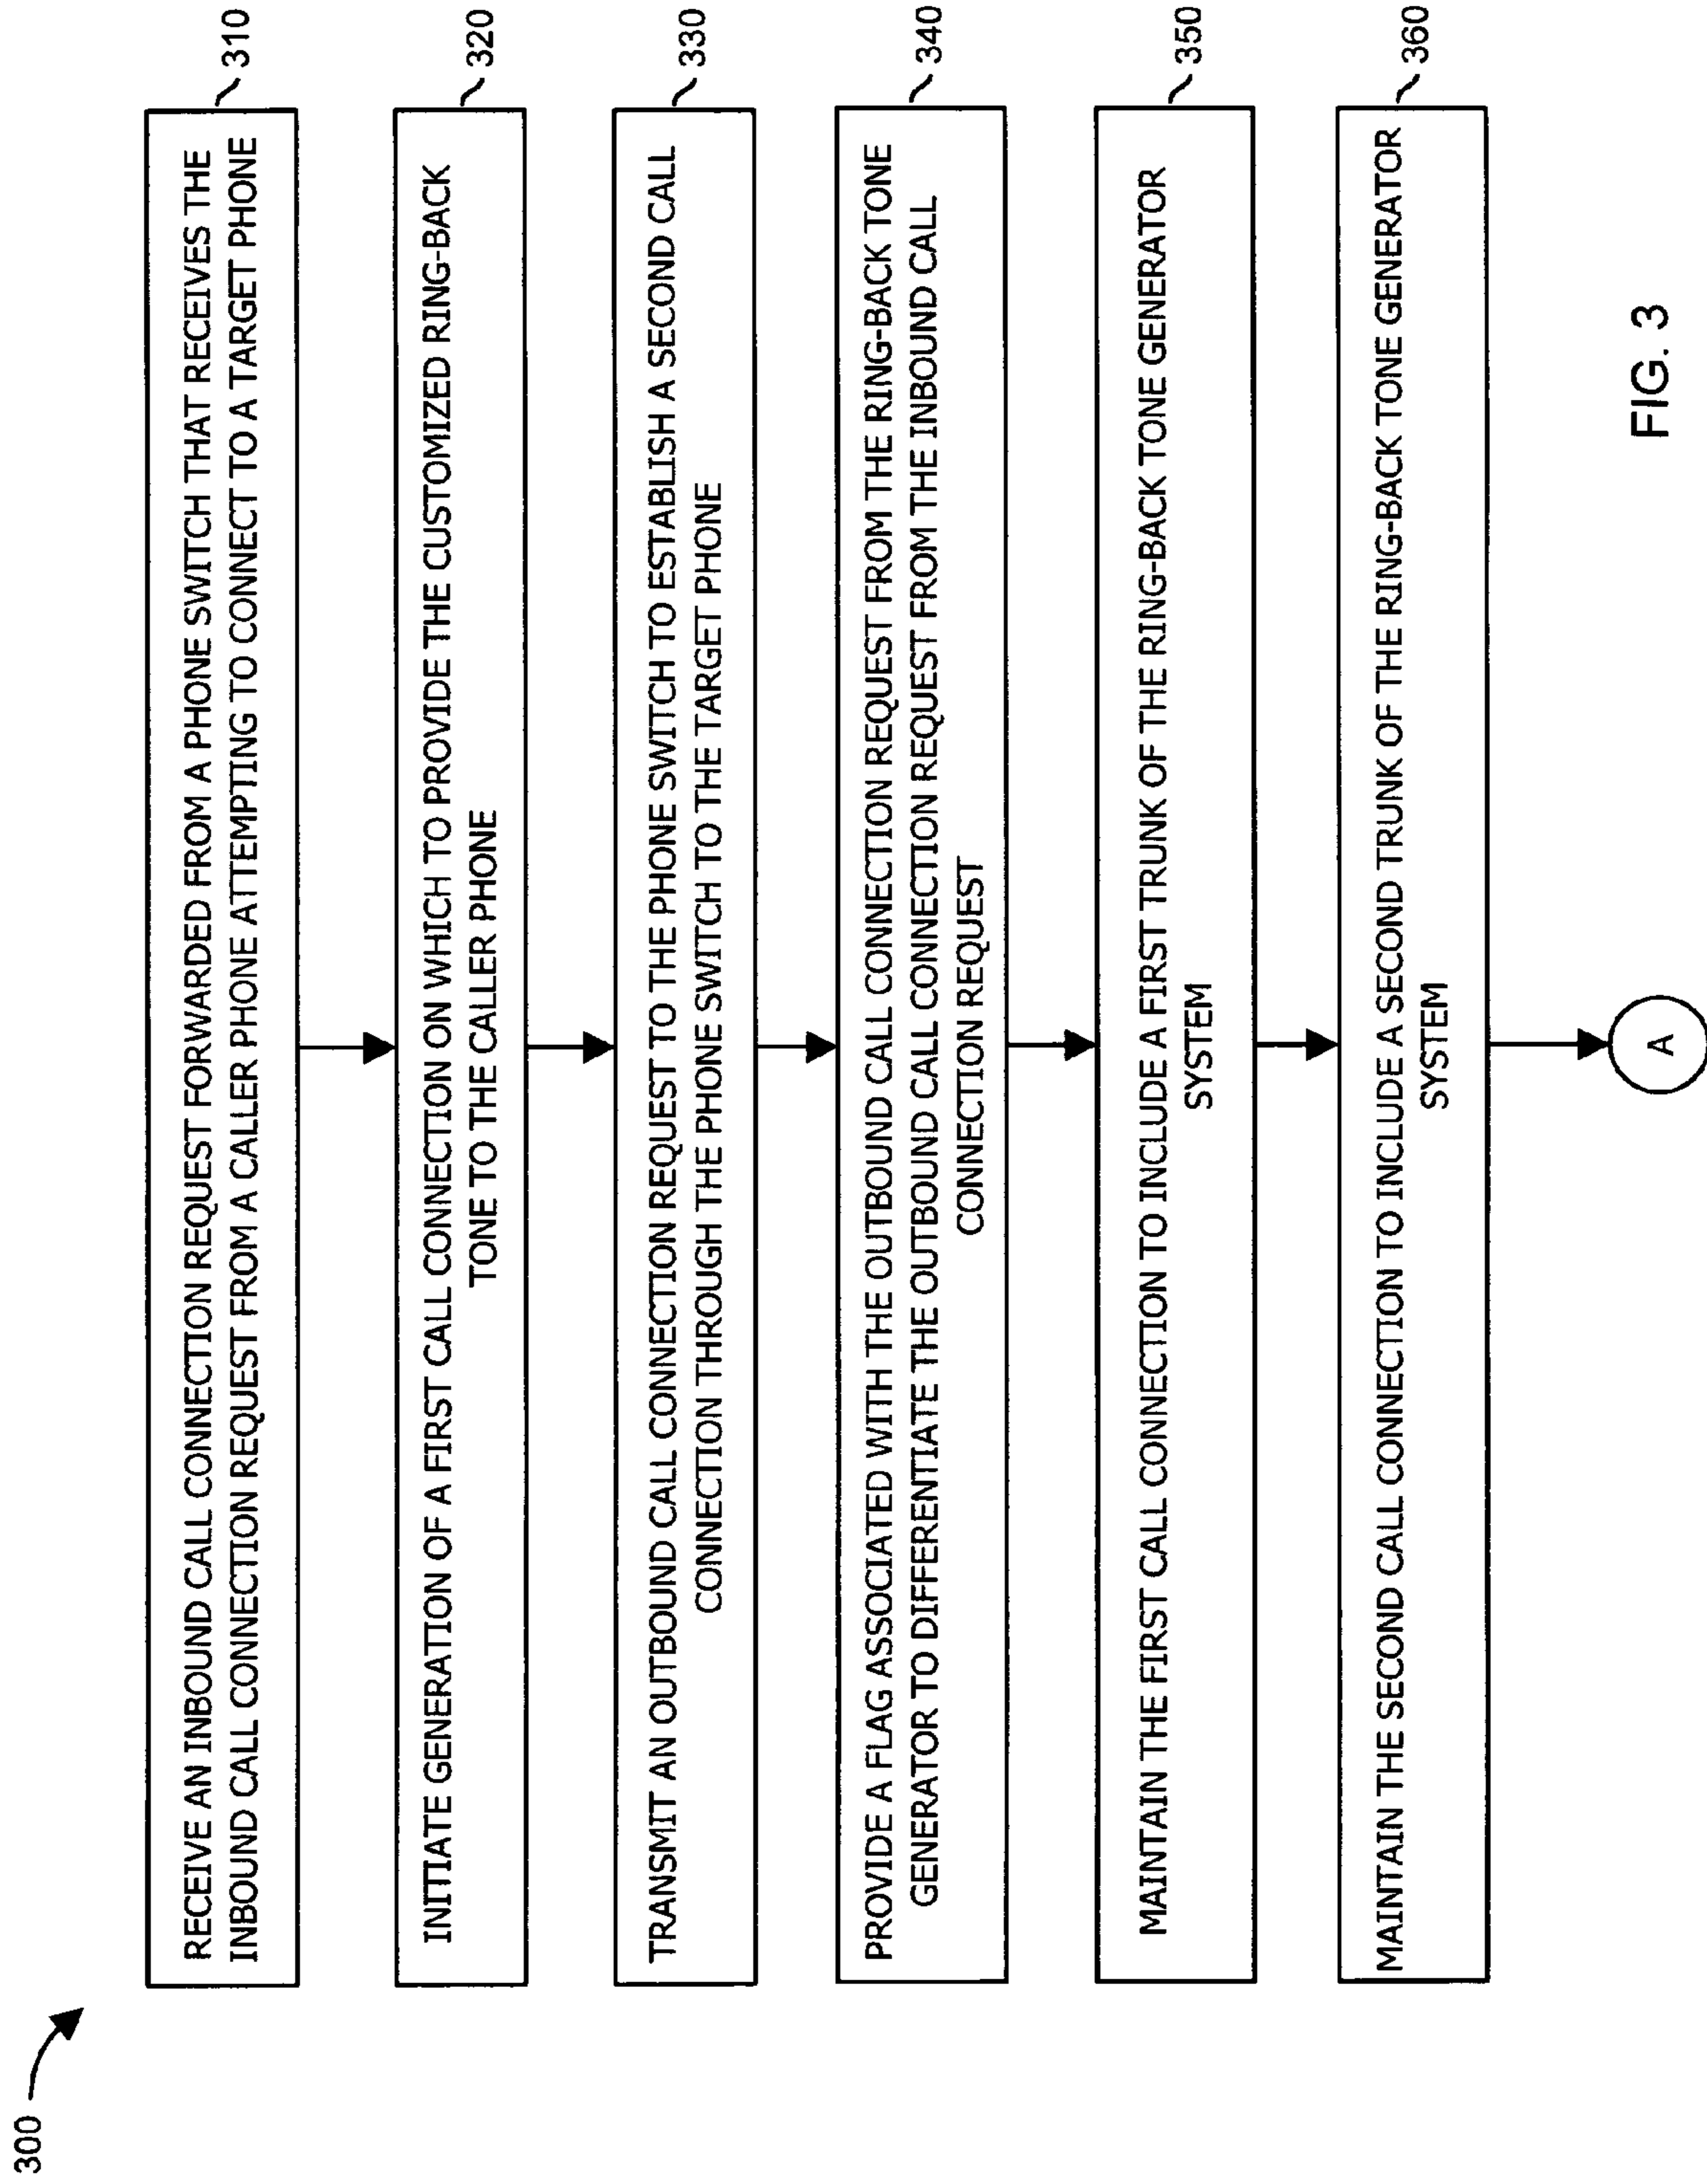 300
RECEIVE AN INBOUND CALL CONNECTION REQUEST FORWARDED FROM A PHONE SWITCH THAT RECEIVES THE
INBOUND CALL CONNECTION REQUEST FROM A CALLER PHONE ATTEMPTING TO CONNECT TO A TARGET PHONE
310
INITIATE GENERATION OF A FIRST CALL CONNECTION ON WHICH TO PROVIDE THE CUSTOMIZED RING-BACK
TONE TO THE CALLER PHONE
320
TRANSMIT AN OUTBOUND CALL CONNECTION REQUEST TO THE PHONE SWITCH TO ESTABLISH A SECOND CALL
CONNECTION THROUGH THE PHONE SWITCH TO THE TARGET PHONE
330
PROVIDE A FLAG ASSOCIATED WITH THE OUTBOUND CALL CONNECTION REQUEST FROM THE RING-BACK TONE
GENERATOR TO DIFFERENTIATE THE OUTBOUND CALL CONNECTION REQUEST FROM THE INBOUND CALL
CONNECTION REQUEST
340
MAINTAIN THE FIRST CALL CONNECTION TO INCLUDE A FIRST TRUNK OF THE RING-BACK TONE GENERATOR
SYSTEM
350
MAINTAIN THE SECOND CALL CONNECTION TO INCLUDE A SECOND TRUNK OF THE RING-BACK TONE GENERATOR
SYSTEM
360
A
FIG. 3